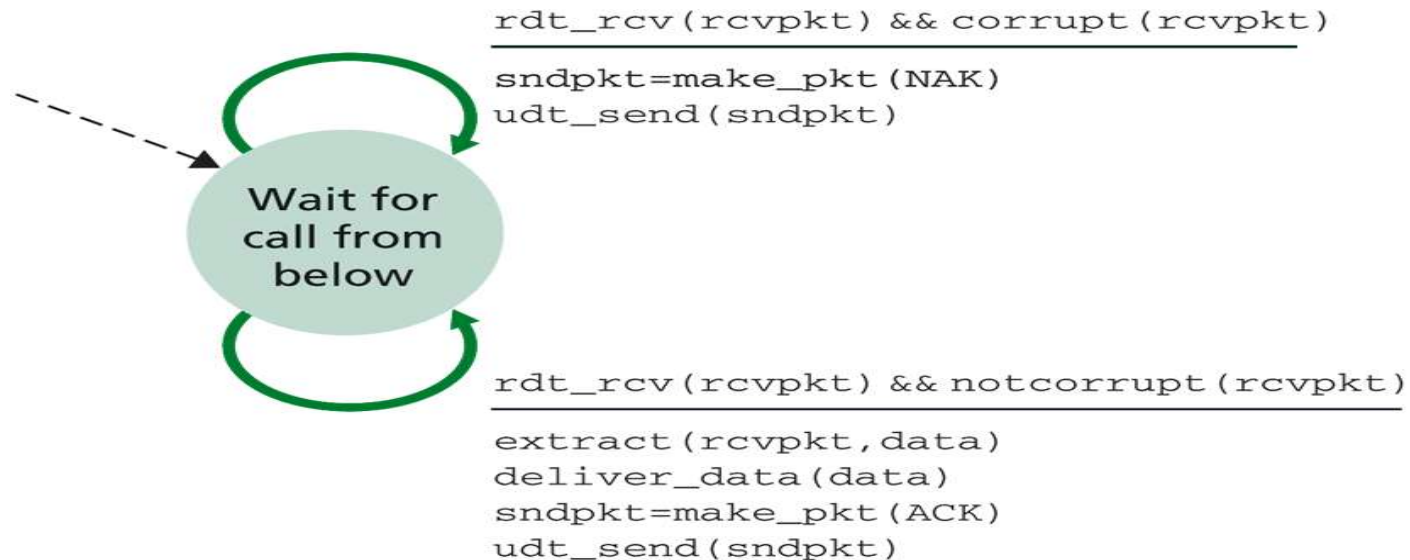 rdt_rcv(rcvpkt) && corrupt(rcvpkt)
sndpkt=make_pkt(NAK)
udt_send(sndpkt)
Wait for
call from
below
rdt_rcv(rcvpkt) && notcorrupt(rcvpkt)
extract(rcvpkt,data)
deliver_data(data)
sndpkt=make_pkt(ACK)
udt_send(sndpkt)